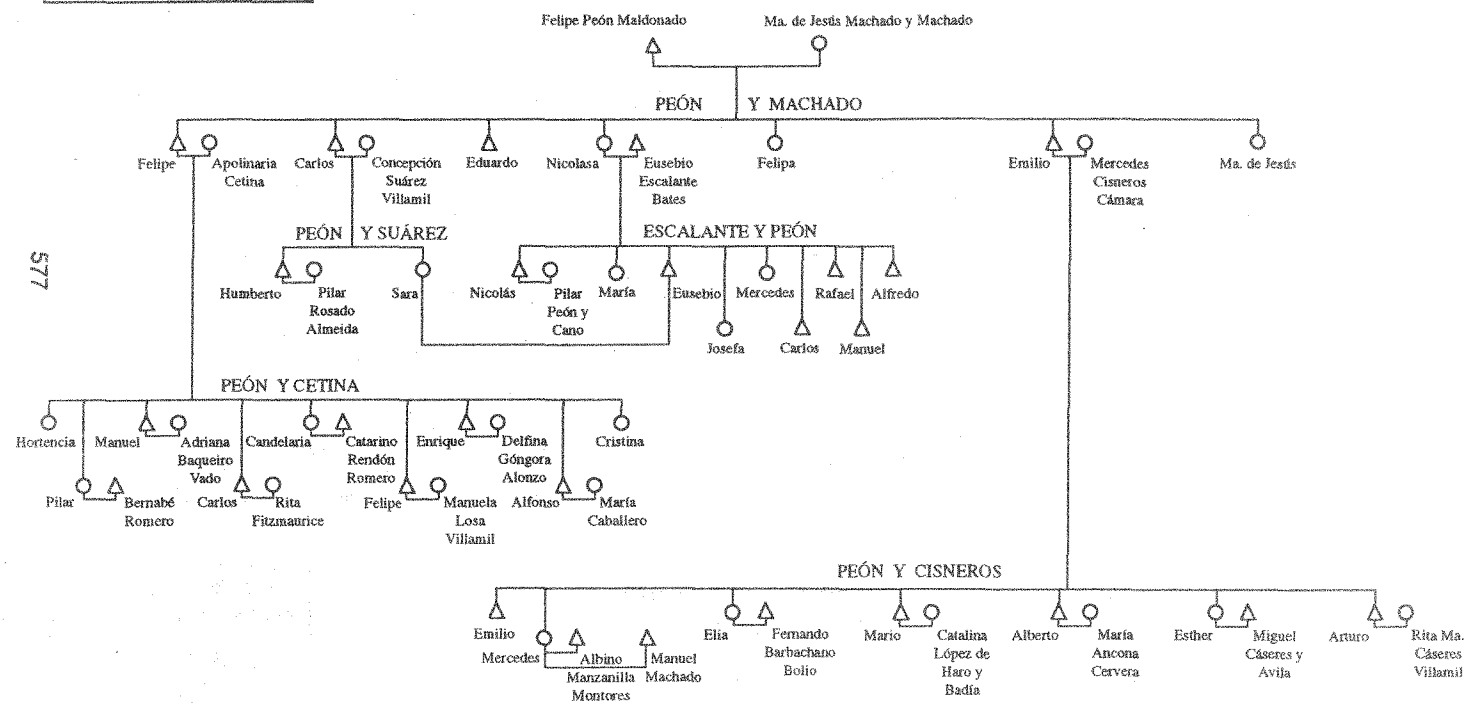 Felipe Peón Maldonado
Ma. de Jesús Machado y Machado
PEÓN Y MACHADO
Felipe
Apolinaria
Cetina
Carlos
Concepción
Suárez
Villamil
Eduardo
Nicolasa
Eusebio
Escalante
Bates
Felipa
Emilio
Mercedes
Cisneros
Cámara
Ma. de Jesús
577
PEÓN Y SUÁREZ
Humberto
Pilar
Rosado
Almeida
Sara
ESCALANTE Y PEÓN
Nicolás
Pilar
Peón y
Cano
María
Eusebio
Josefa
Mercedes
Carlos
Rafael
Manuel
Alfredo
PEÓN Y CETINA
Hortencia
Pilar
Bernabé
Romero
Manuel
Adriana
Baqueiro
Vado
Carlos
Rita
Fitzmaurice
Candelaria
Catarino
Rendón
Romero
Felipe
Manuela
Losa
Villamil
Enrique
Delfina
Góngora
Alonzo
Alfonso
María
Caballero
Cristina
PEÓN Y CISNEROS
Emilio
Mercedes
Albino
Manzanilla
Montores
Manuel
Machado
Elia
Fernando
Barbachano
Bolio
Mario
Catalina
López de
Haro y
Badía
Alberto
María
Ancona
Cervera
Esther
Miguel
Cáseres y
Avila
Arturo
Rita Ma.
Cáseres
Villamil